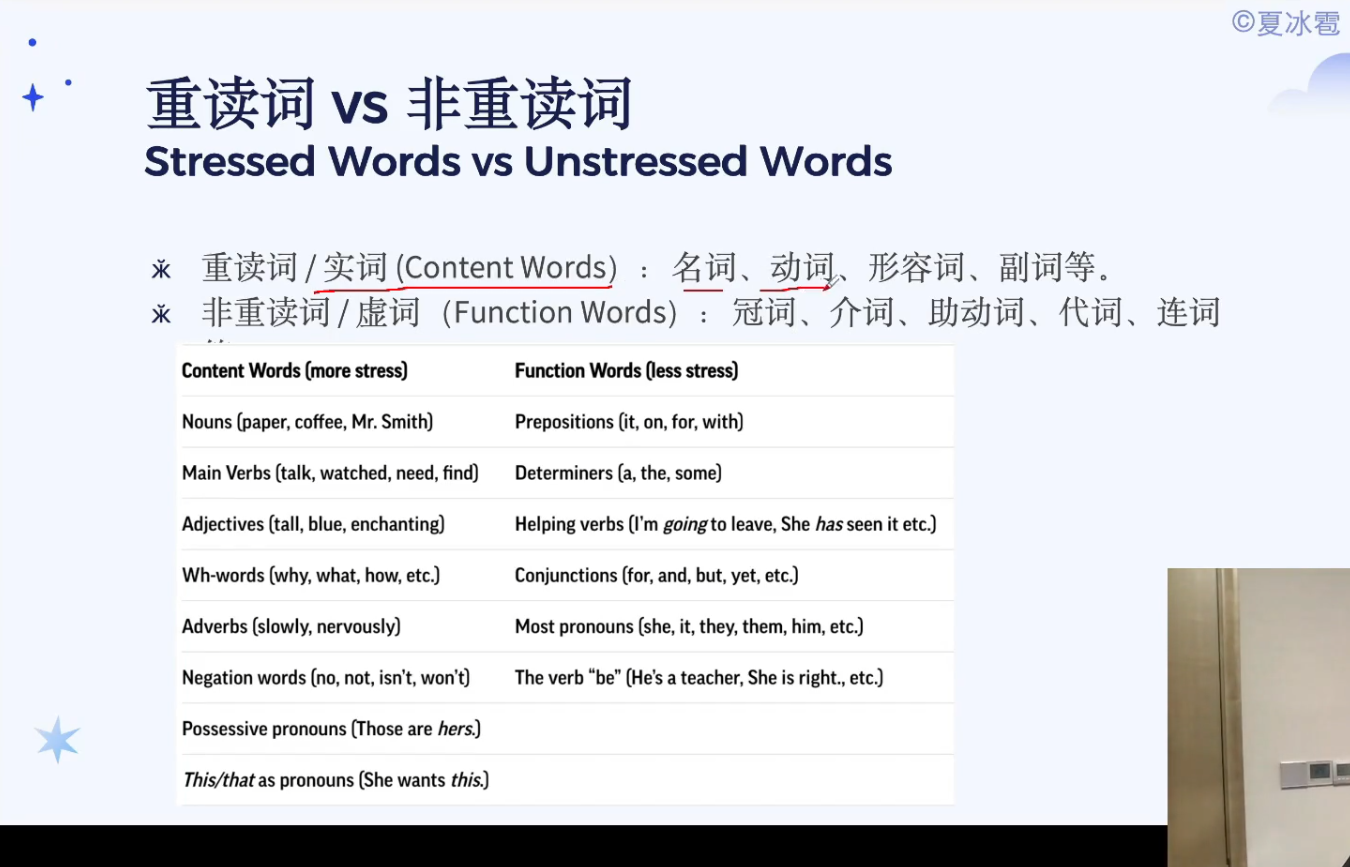 ©夏冰雹
重读词 vs 非重读词
Stressed Words vs Unstressed Words
重读词 / 实词 (Content Words) ： 名词、动词、形容词、副词等。
非重读词 / 虚词 （Function Words）： 冠词、介词、助动词、代词、连词
Content Words (more stress) Function Words (less stress)
Nouns (paper, coffee, Mr. Smith) Prepositions (it, on, for, with)
Main Verbs (talk, watched, need, find) Determiners (a, the, some)
Adjectives (tall, blue, enchanting) Helping verbs (I'm going to leave, She has seen it etc.)
Wh-words (why, what, how, etc.) Conjunctions (for, and, but, yet, etc.)
Adverbs (slowly, nervously) Most pronouns (she, it, they, them, him, etc.)
Negation words (no, not, isn't, won't) The verb “be” (He's a teacher, She is right., etc.)
Possessive pronouns (Those are hers.)
This/that as pronouns (She wants this.)